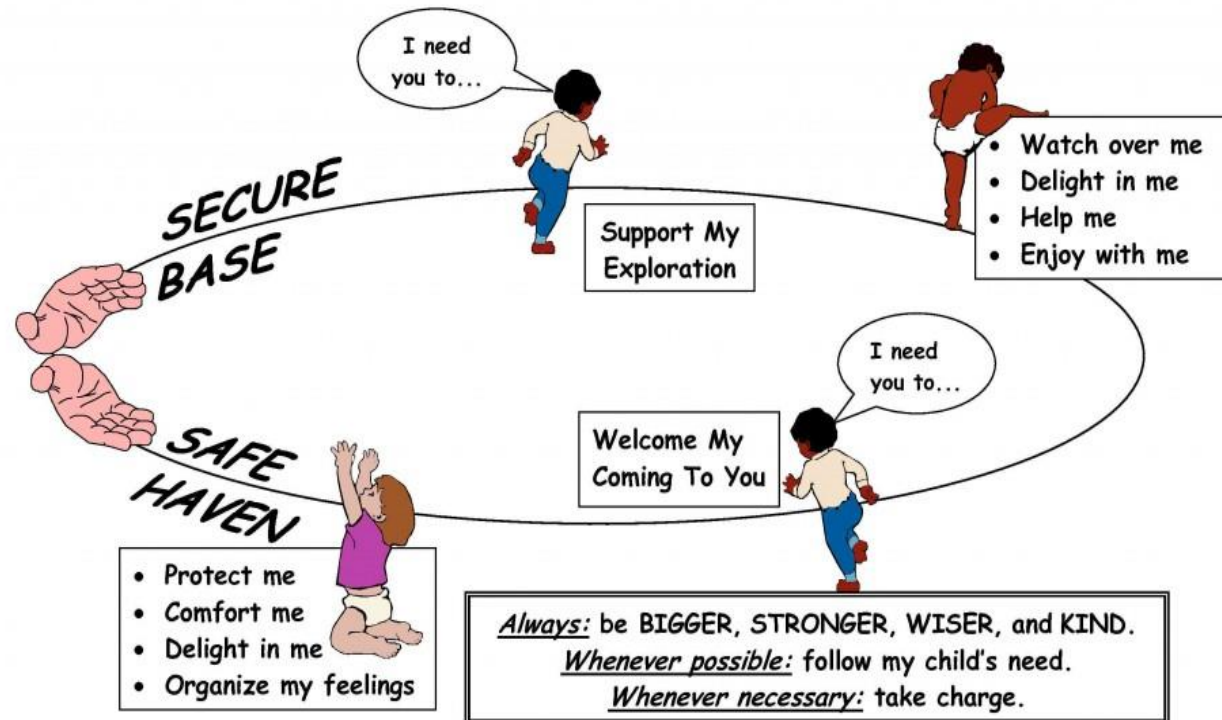 I need
you to...
SECURE
BASE
Support My
Exploration
• Watch over me
• Delight in me
• Help me
• Enjoy with me
I need
you to...
Welcome My
Coming To You
SAFE
HAVEN
• Protect me
• Comfort me
• Delight in me
• Organize my feelings
Always: be BIGGER, STRONGER, WISER, and KIND.
Whenever possible: follow my child's need.
Whenever necessary: take charge.